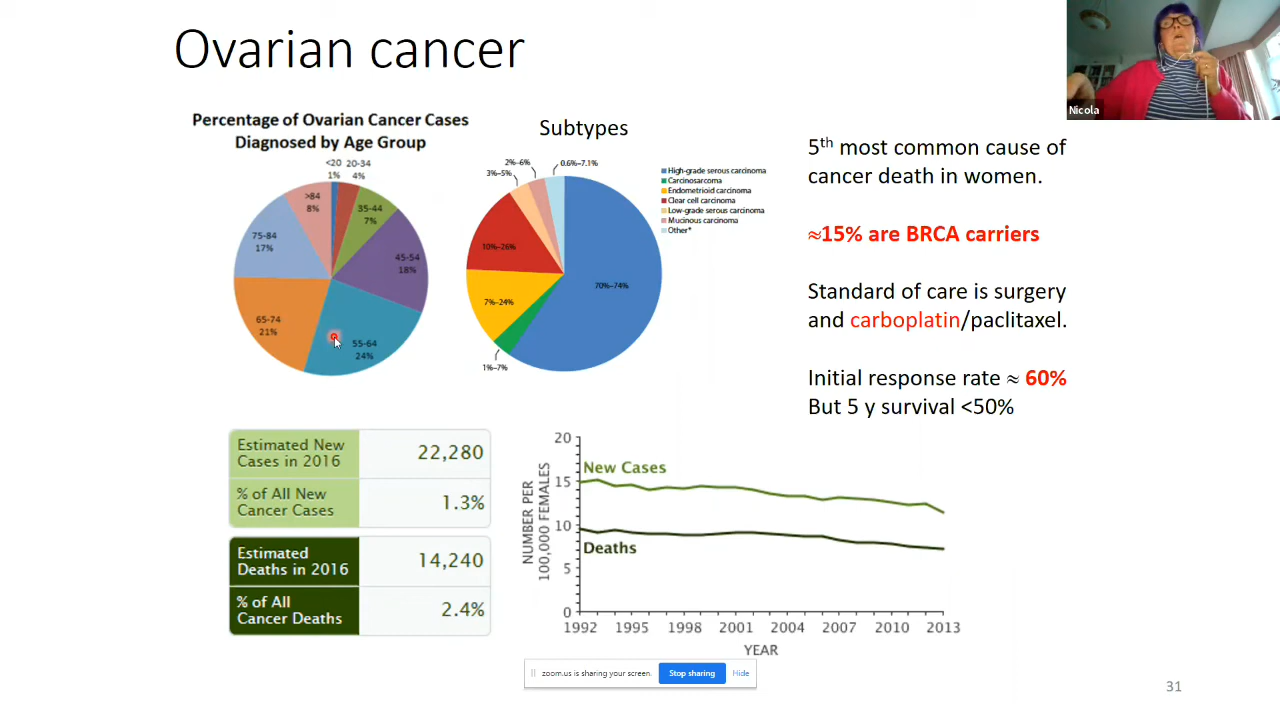 Ovarian cancer
Nicola
Percentage of Ovarian Cancer Cases
Diagnosed by Age Group
<20
1%
20-34
4%
35-44
7%
45-54
18%
55-64
24%
65-74
21%
75-84
17%
>84
8%
Subtypes
2%–6%
0.6%–7.1%
3%–5%
10%–26%
70%–74%
7%–24%
1%–7%
High-grade serous carcinoma
Carcinosarcoma
Endometrioid carcinoma
Clear cell carcinoma
Low-grade serous carcinoma
Mucinous carcinoma
Other*
5th most common cause of
cancer death in women.
≈15% are BRCA carriers
Standard of care is surgery
and carboplatin/paclitaxel.
Initial response rate ≈ 60%
But 5 y survival <50%
Estimated New
Cases in 2016
22,280
% of All New
Cancer Cases
1.3%
Estimated
Deaths in 2016
14,240
% of All
Cancer Deaths
2.4%
NUMBER PER
100,000 FEMALES
20
15
10
5
0
New Cases
Deaths
1992 1995 1998 2001 2004 2007 2010 2013
YEAR
zoom.us is sharing your screen.
Stop sharing
Hide
31